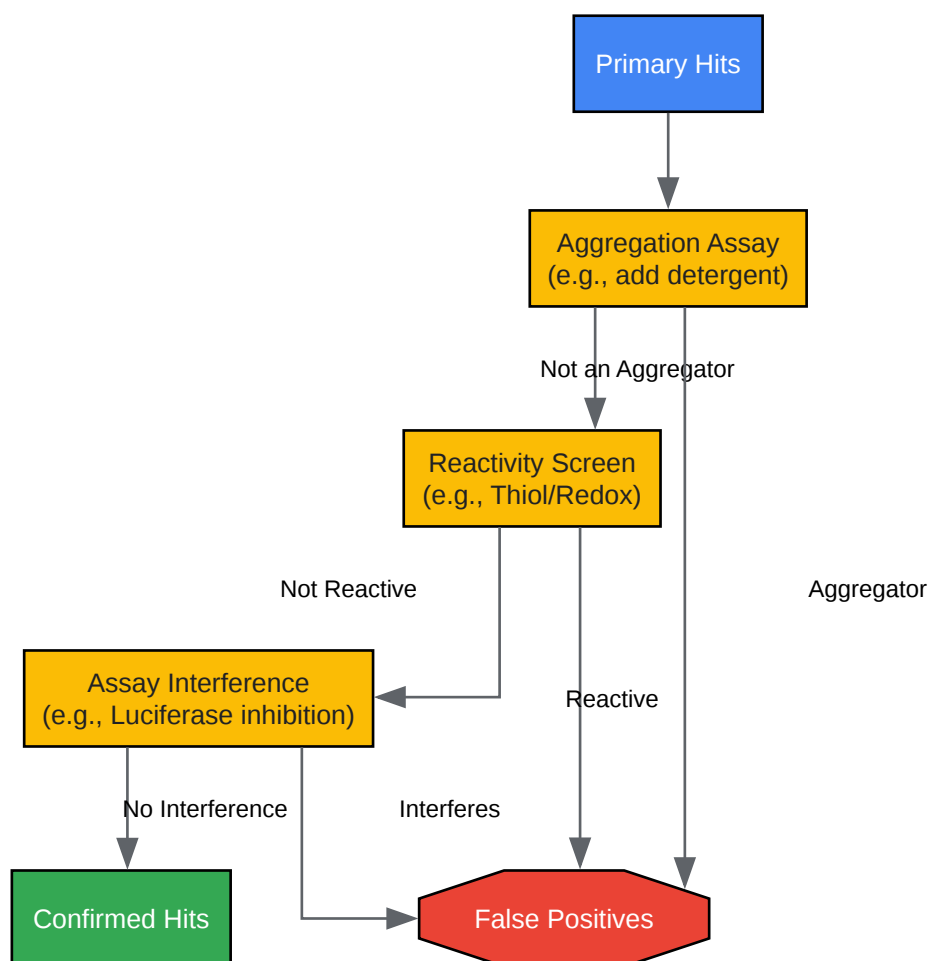 Primary Hits
Aggregation Assay
(e.g., add detergent)
Not an Aggregator
Reactivity Screen
(e.g., Thiol/Redox)
Not Reactive
Aggregator
Assay Interference
(e.g., Luciferase inhibition)
Reactive
No Interference
Interferes
Confirmed Hits
False Positives